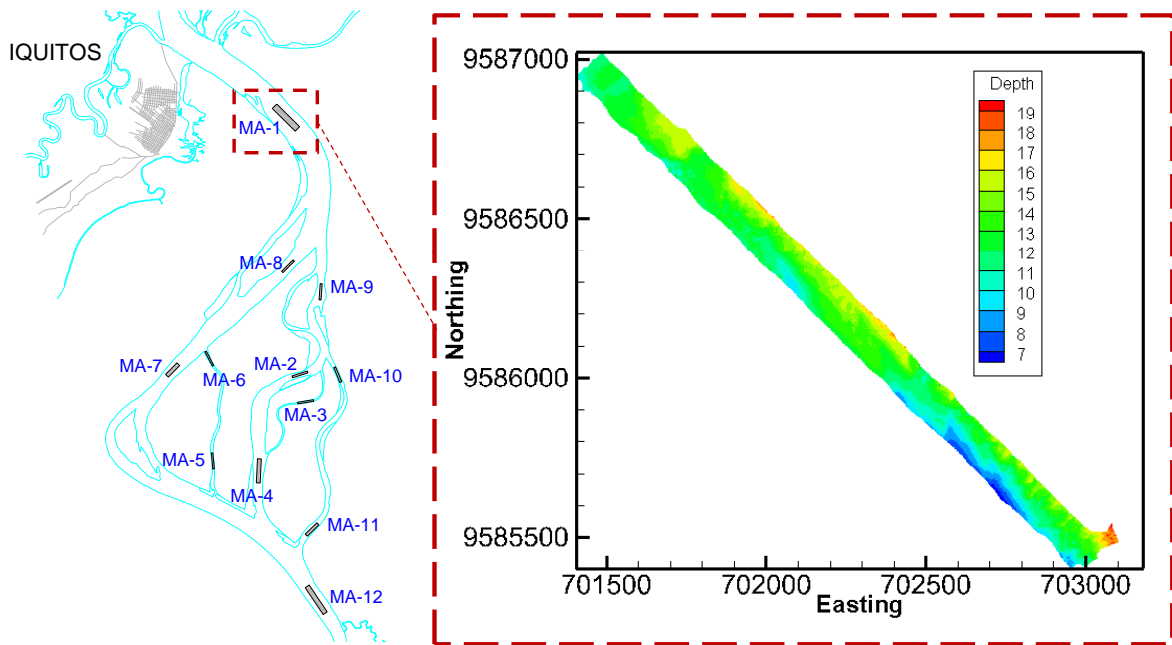 IQUITOS
MA-1
MA-8
MA-9
MA-7
MA-6
MA-2
MA-10
MA-3
MA-5
MA-4
MA-11
MA-12
Northing
9587000
9586500
9586000
9585500
701500
702000
702500
703000
Easting
Depth
19
18
17
16
15
14
13
12
11
10
9
8
7